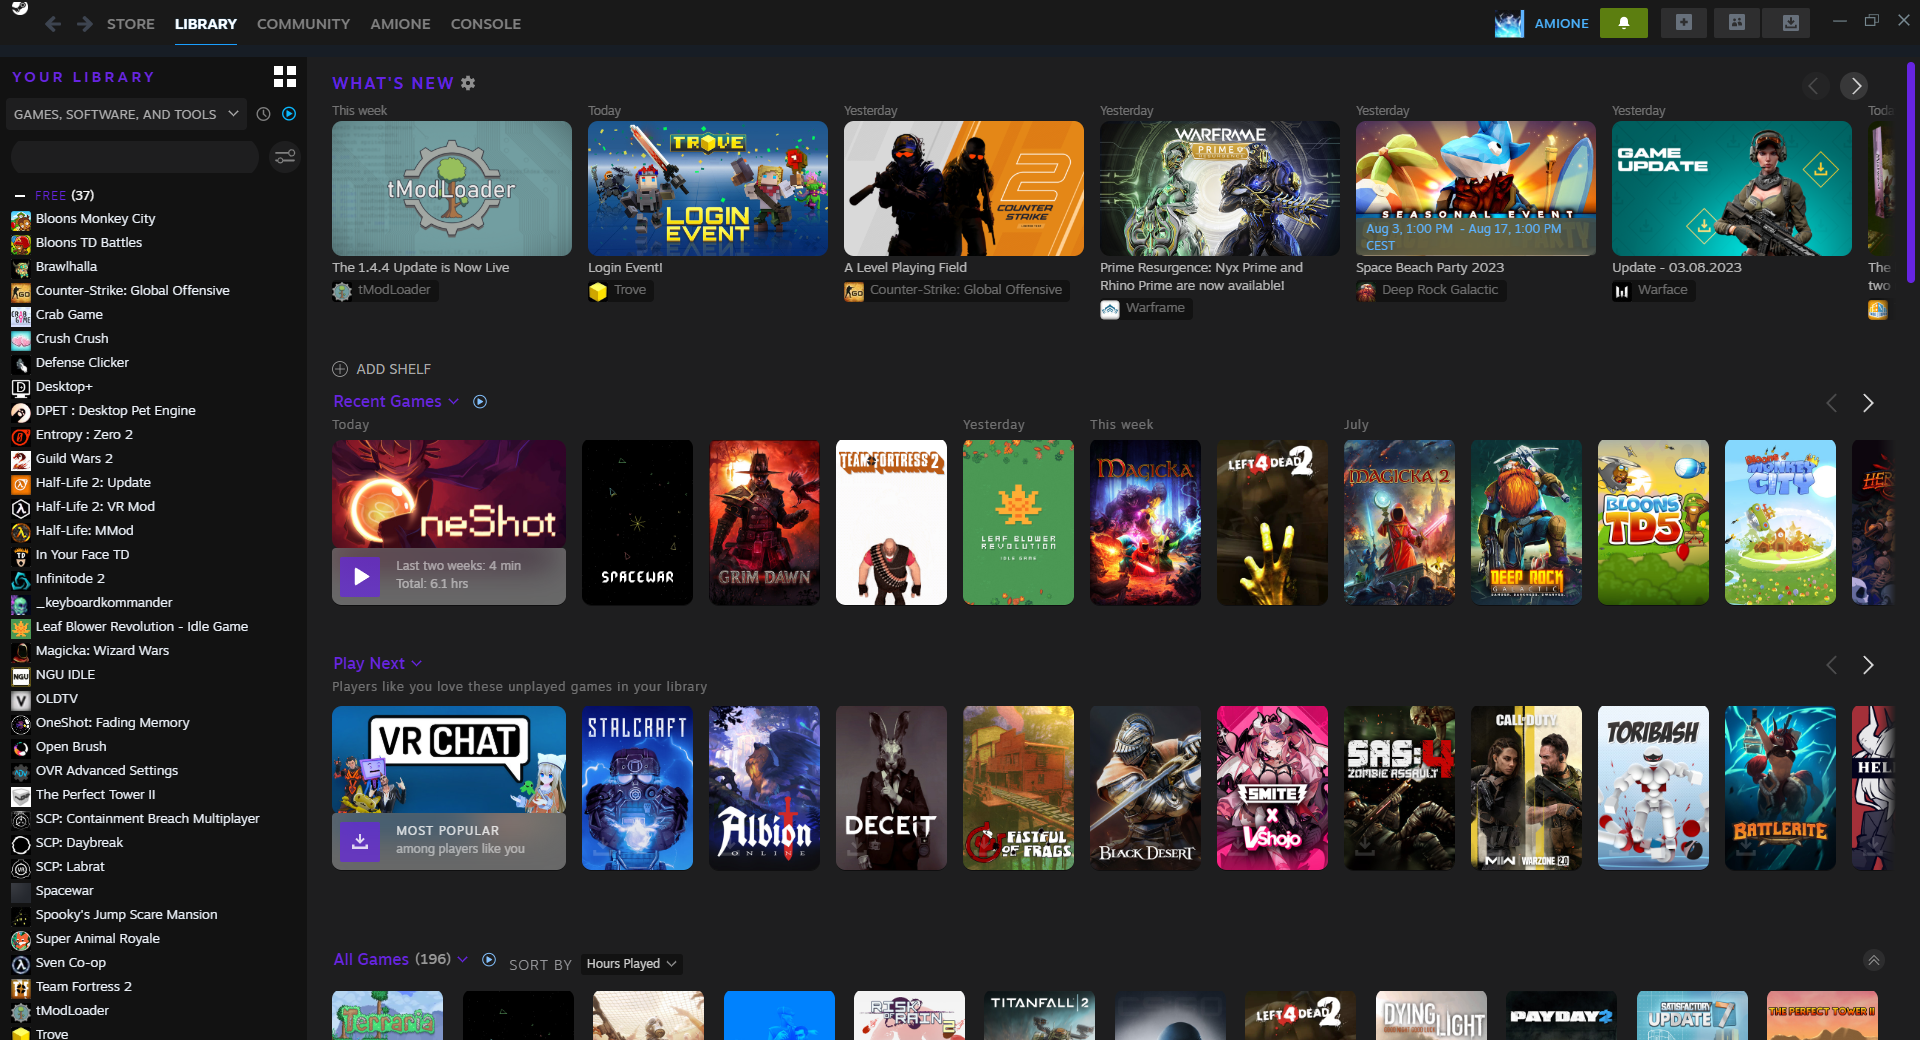 STORE LIBRARY COMMUNITY AMIONE CONSOLE
AMIONE
YOUR LIBRARY
GAMES, SOFTWARE, AND TOOLS
FREE (37)
Bloons Monkey City
Bloons TD Battles
Brawlhalla
Counter-Strike: Global Offensive
Crab Game
Crush Crush
Defense Clicker
Desktop+
DPET : Desktop Pet Engine
Entropy : Zero 2
Guild Wars 2
Half-Life 2: Update
Half-Life 2: VR Mod
Half-Life: MMod
In Your Face TD
Infinitode 2
_keyboardkommander
Leaf Blower Revolution - Idle Game
Magicka: Wizard Wars
NGU IDLE
OLDTV
OneShot: Fading Memory
Open Brush
OVR Advanced Settings
The Perfect Tower II
SCP: Containment Breach Multiplayer
SCP: Daybreak
SCP: Labrat
Spacewar
Spooky's Jump Scare Mansion
Super Animal Royale
Sven Co-op
Team Fortress 2
tModLoader
Trove
WHAT'S NEW
This week
tModLoader
The 1.4.4 Update is Now Live
tModLoader
Today
TROVE
LOGIN
EVENT
Login Event!
Trove
Yesterday
2
COUNTER
STRIKE
A Level Playing Field
Counter-Strike: Global Offensive
Yesterday
WARFRAME
PRIME
RESURGENCE
Prime Resurgence: Nyx Prime and
Rhino Prime are now available!
Warframe
Yesterday
SEASONAL EVENT
Aug 3, 1:00 PM - Aug 17, 1:00 PM
CEST
Space Beach Party 2023
Deep Rock Galactic
Yesterday
GAME
UPDATE
Update - 03.08.2023
Warface
The
two
ADD SHELF
Recent Games
Today
OneShot
Last two weeks: 4 min
Total: 6.1 hrs
SPACEWAR
GRIM DAWN
TEAM FORTRESS 2
Yesterday
LEAF BLOWER
REVOLUTION
IDLE GAME
This week
MAGICKA
LEFT 4 DEAD 2
July
MAGICKA 2
DEEP ROCK
GALACTIC
BLOONS
TD5
BLOONS
MONKEY
CITY
Play Next
Players like you love these unplayed games in your library
VRCHAT
MOST POPULAR
among players like you
STALCRAFT
Albion
ONLINE
DECEIT
FISTFUL
OF FRAGS
BLACK DESERT
SMITE
X
VShojo
SAS: 4
ZOMBIE ASSAULT
CALL OF DUTY
MW WARZONE 2.0
TORIBASH
BATTLERITE
HEL
All Games (196)
SORT BY Hours Played
Terraria
RISK
OF RAIN 2
TITANFALL 2
LEFT 4 DEAD 2
DYING
LIGHT
PAYDAY 2
SATISFACTORY
UPDATE 7
THE PERFECT TOWER II